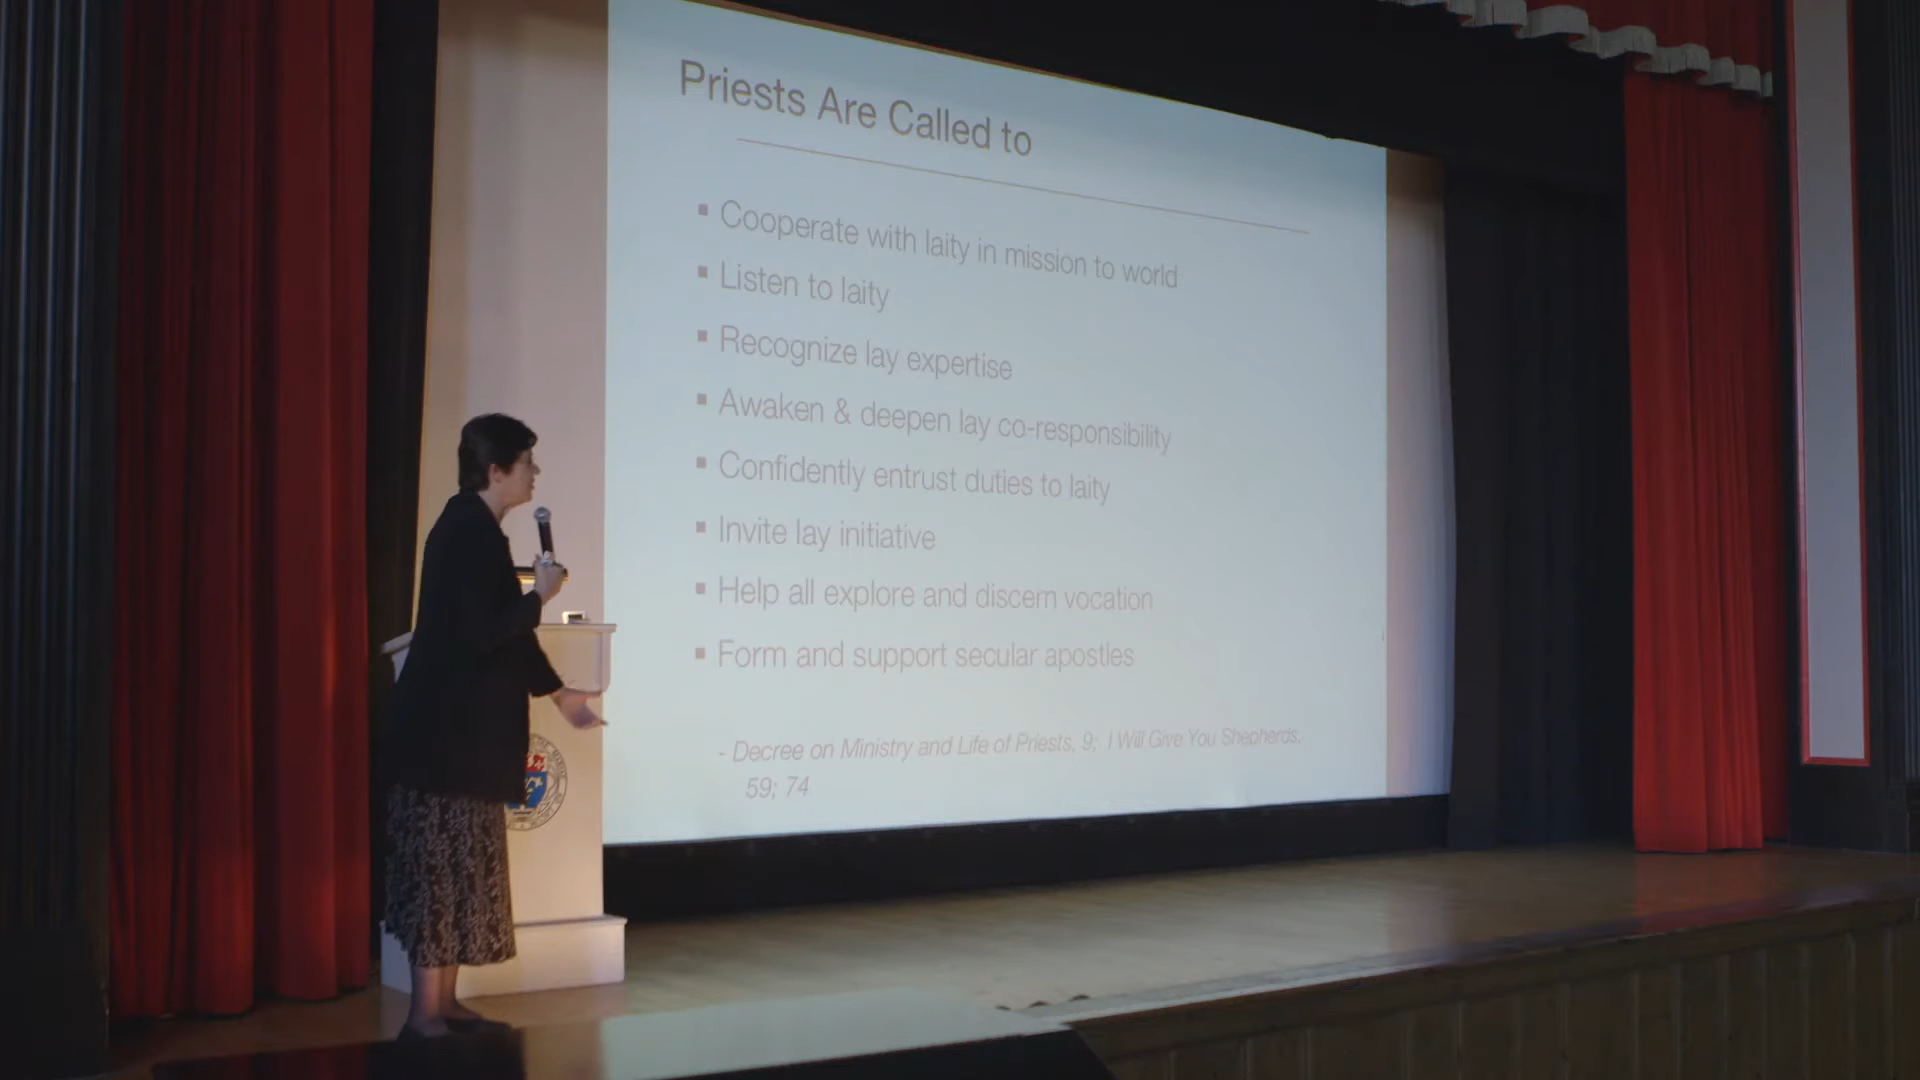 Priests Are Called to
▪ Cooperate with laity in mission to world
▪ Listen to laity
▪ Recognize lay expertise
▪ Awaken & deepen lay co-responsibility
▪ Confidently entrust duties to laity
▪ Invite lay initiative
▪ Help all explore and discern vocation
▪ Form and support secular apostles
- Decree on Ministry and Life of Priests, 9; I Will Give You Shepherds,
59; 74